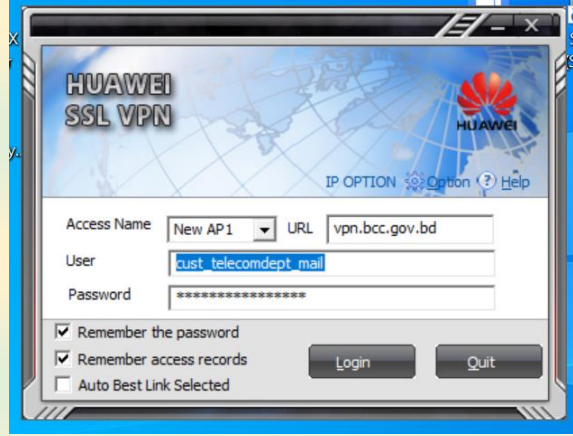 HUAWEI
SSL VPN
HUAWEI
IP OPTION Option Help
Access Name New AP1 URL vpn.bcc.gov.bd
User cust_telecomdept_mail
Password ****************
Remember the password
Remember access records Login Quit
Auto Best Link Selected